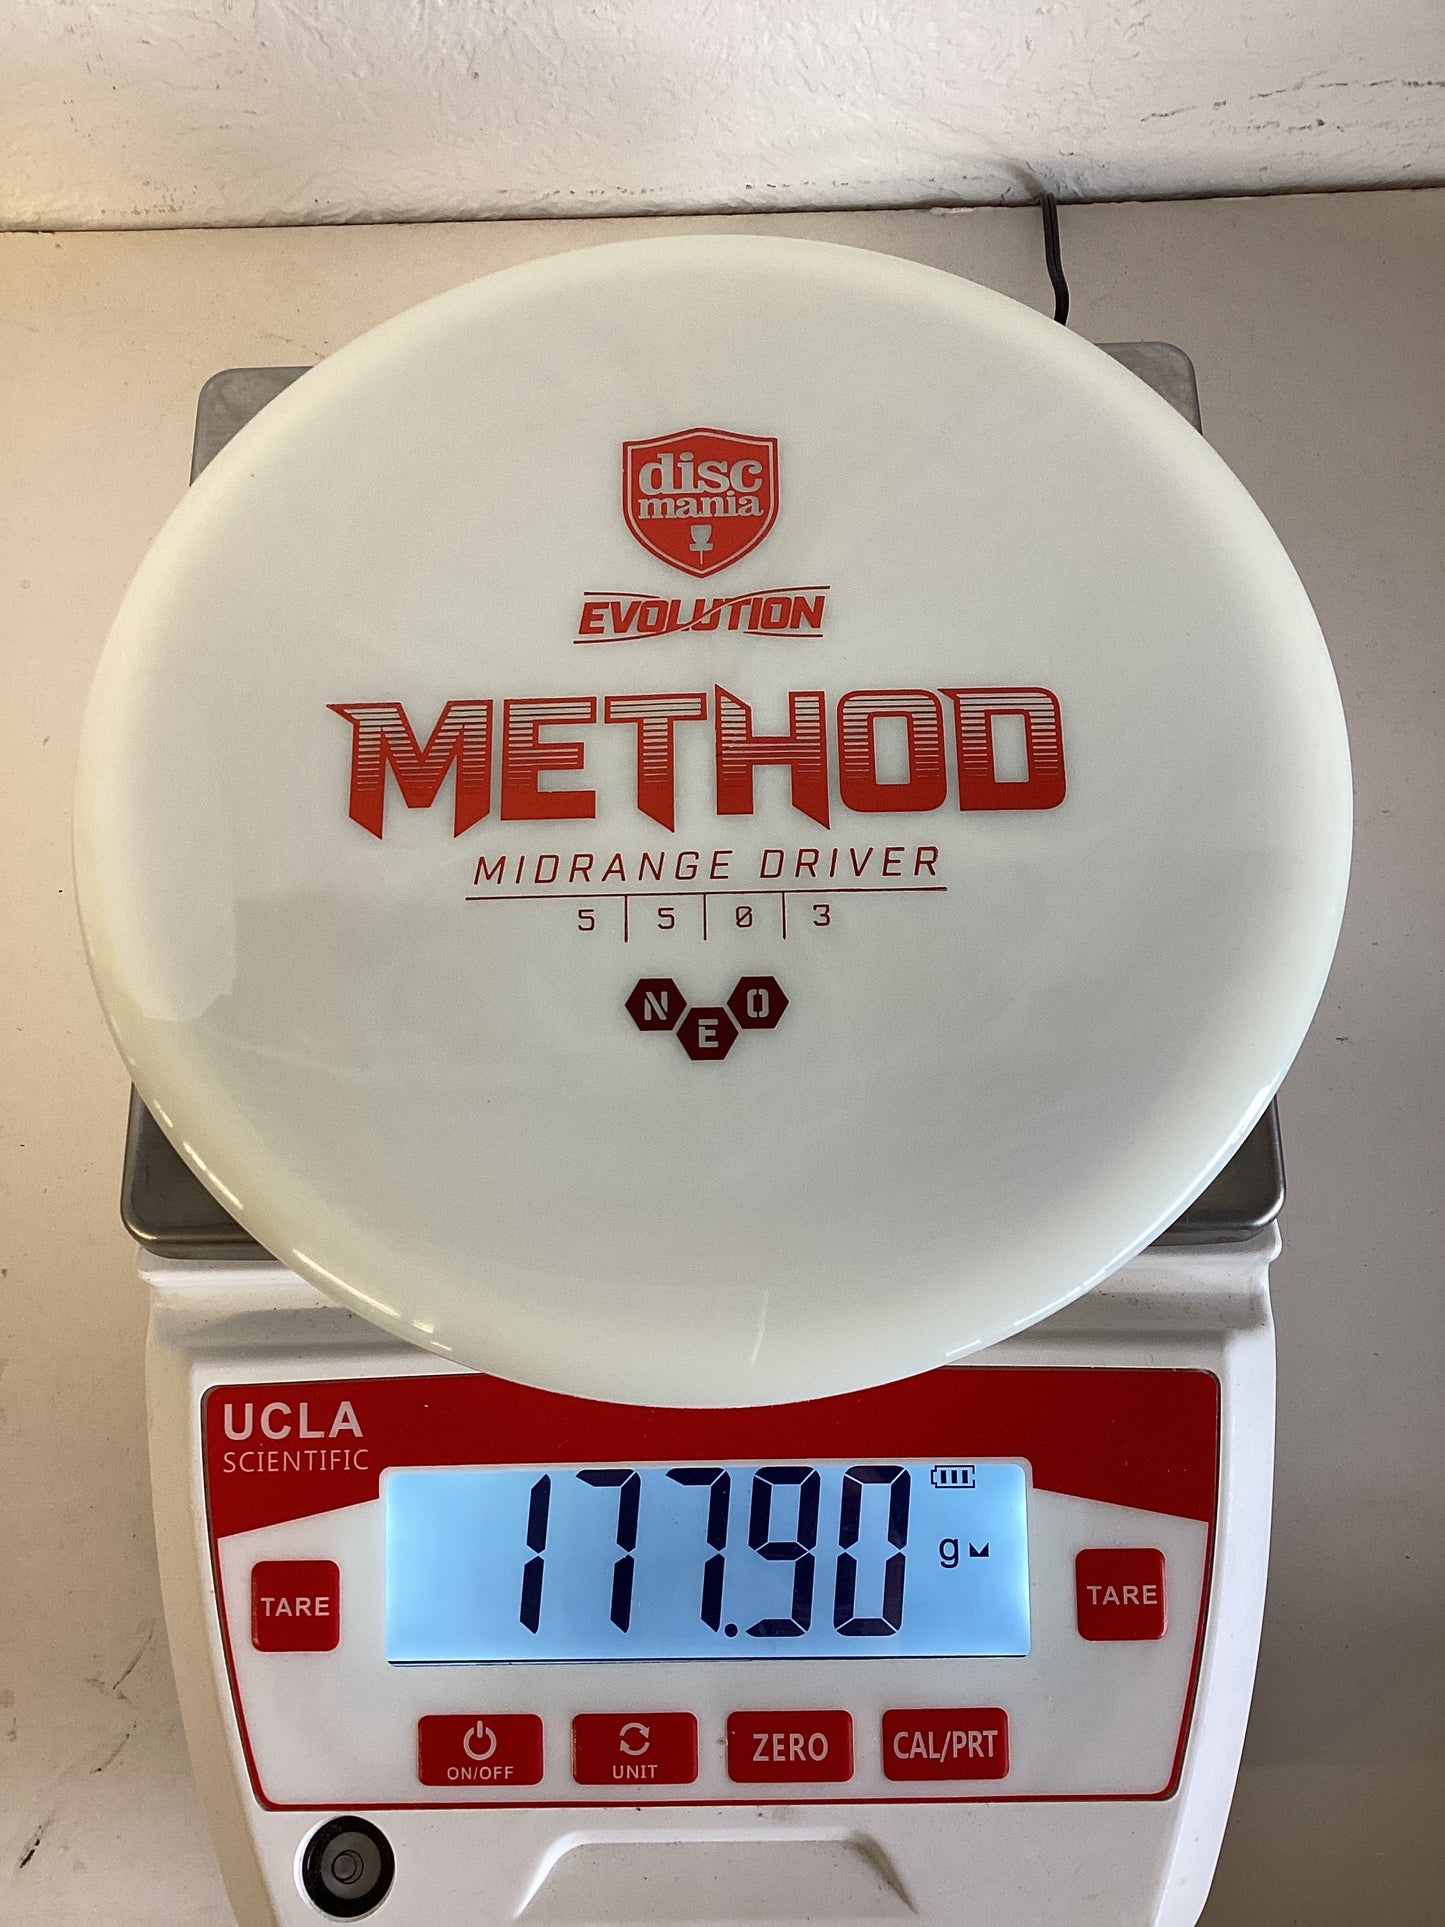 disc
mania
EVOLUTION
METHOD
MIDRANGE DRIVER
5 5 0 3
NEO
UCLA
SCIENTIFIC
177.90 g
TARE
TARE
ON/OFF
UNIT
ZERO
CAL/PRT